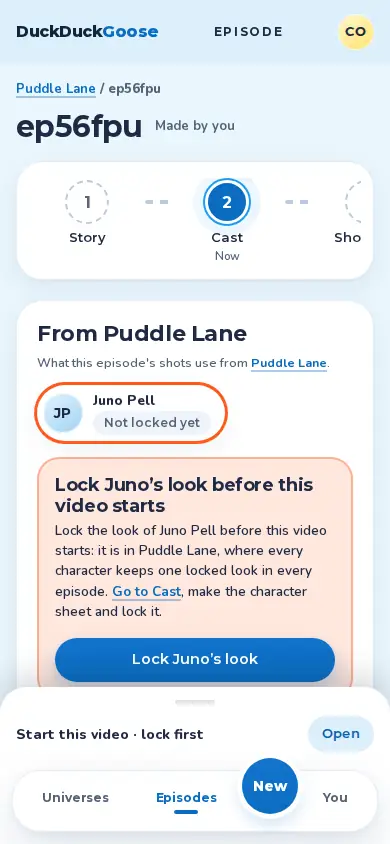 DuckDuckGoose EPISODE CO
Puddle Lane / ep56fpu
ep56fpu Made by you
1 2
Story Cast Sho
Now
From Puddle Lane
What this episode's shots use from Puddle Lane.
JP Juno Pell
Not locked yet
Lock Juno’s look before this
video starts
Lock the look of Juno Pell before this video
starts: it is in Puddle Lane, where every
character keeps one locked look in every
episode. Go to Cast, make the character
sheet and lock it.
Lock Juno’s look
Start this video · lock first Open
Universes Episodes New You